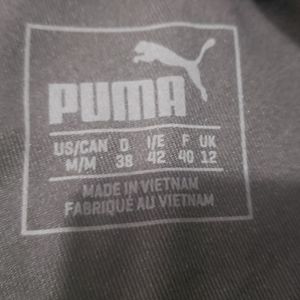 PUMA
US/CAN D I/E F UK
M/M 38 42 40 12
MADE IN VIETNAM
FABRIQUÉ AU VIETNAM